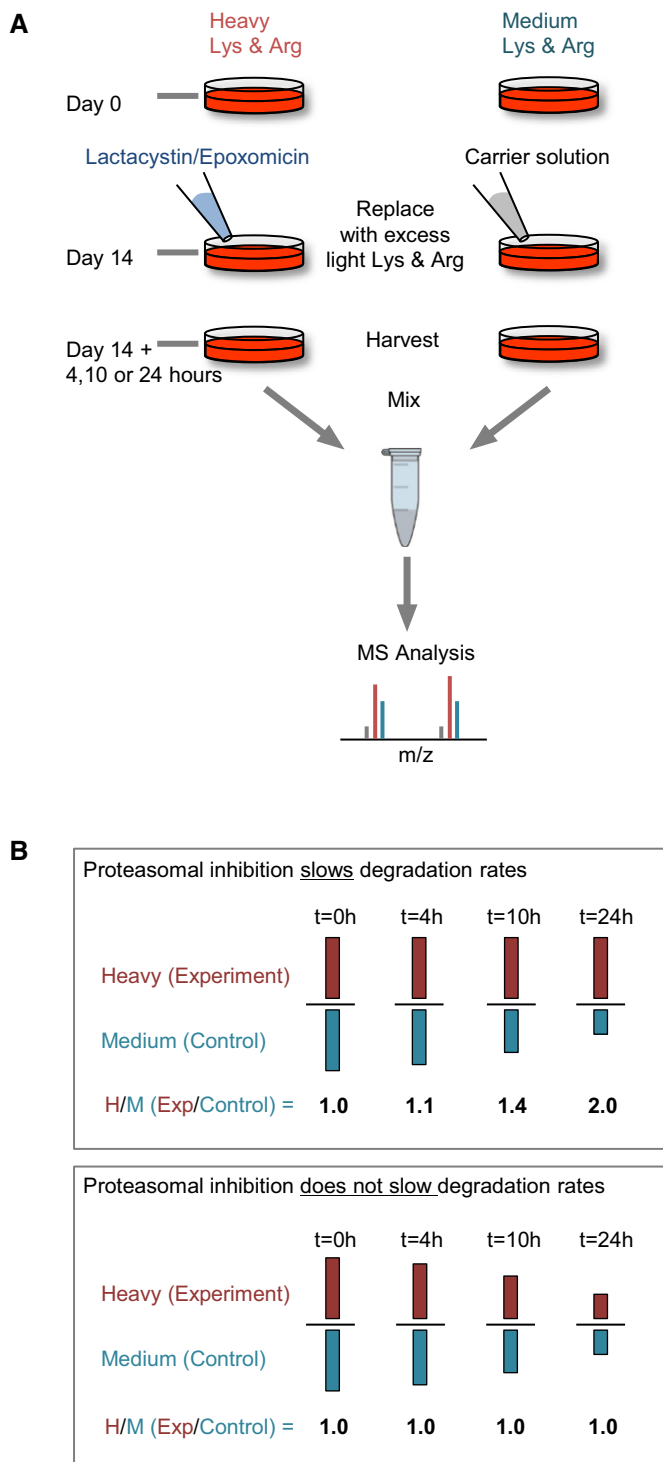 A
Heavy
Lys & Arg
Medium
Lys & Arg
Day 0
Lactacystin/Epoxomicin
Carrier solution
Replace
with excess
light Lys & Arg
Day 14
Harvest
Day 14 +
4,10 or 24 hours
Mix
MS Analysis
m/z
B
Proteasomal inhibition slows degradation rates
t=0h t=4h t=10h t=24h
Heavy (Experiment)
Medium (Control)
H/M (Exp/Control) = 1.0 1.1 1.4 2.0
Proteasomal inhibition does not slow degradation rates
t=0h t=4h t=10h t=24h
Heavy (Experiment)
Medium (Control)
H/M (Exp/Control) = 1.0 1.0 1.0 1.0